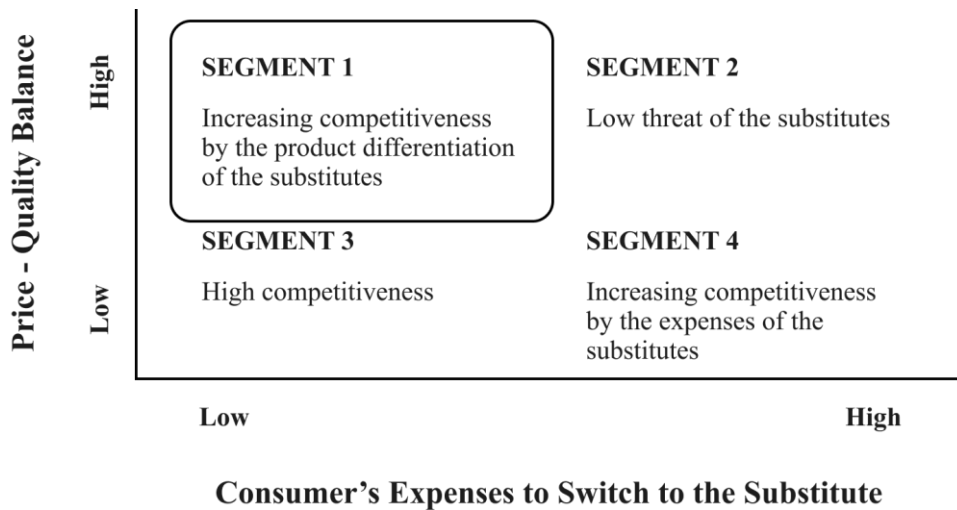 Price - Quality Balance
High
Low
SEGMENT 1
Increasing competitiveness
by the product differentiation
of the substitutes
SEGMENT 2
Low threat of the substitutes
SEGMENT 3
High competitiveness
SEGMENT 4
Increasing competitiveness
by the expenses of the
substitutes
Low
High
Consumer’s Expenses to Switch to the Substitute